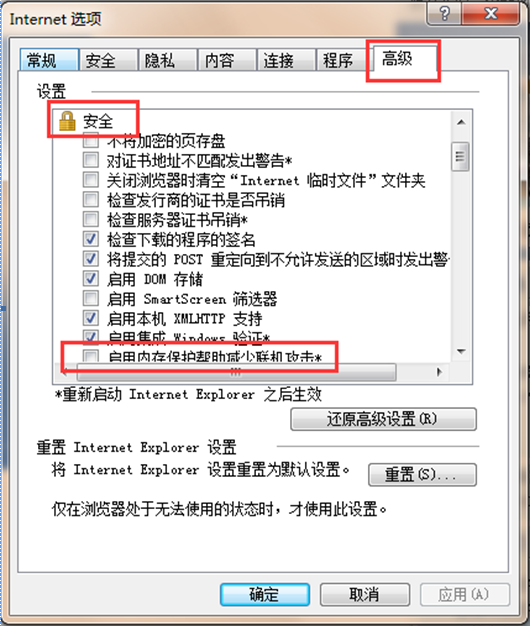 Internet 选项
常规 安全 隐私 内容 连接 程序 高级
设置
安全
不将加密的页存盘
对证书地址不匹配发出警告*
关闭浏览器时清空“Internet 临时文件”文件夹
检查发行商的证书是否吊销
检查服务器证书吊销*
检查下载的程序的签名
将提交的 POST 重定向到不允许发送的区域时发出警
启用 DOM 存储
启用 SmartScreen 筛选器
启用本机 XMLHTTP 支持
启用集成 Windows 验证*
启用内存保护帮助减少联机攻击*
*重新启动 Internet Explorer 之后生效
还原高级设置(R)
重置 Internet Explorer 设置
将 Internet Explorer 设置重置为默认设置。
重置(S)...
仅在浏览器处于无法使用的状态时，才使用此设置。
确定 取消 应用(A)